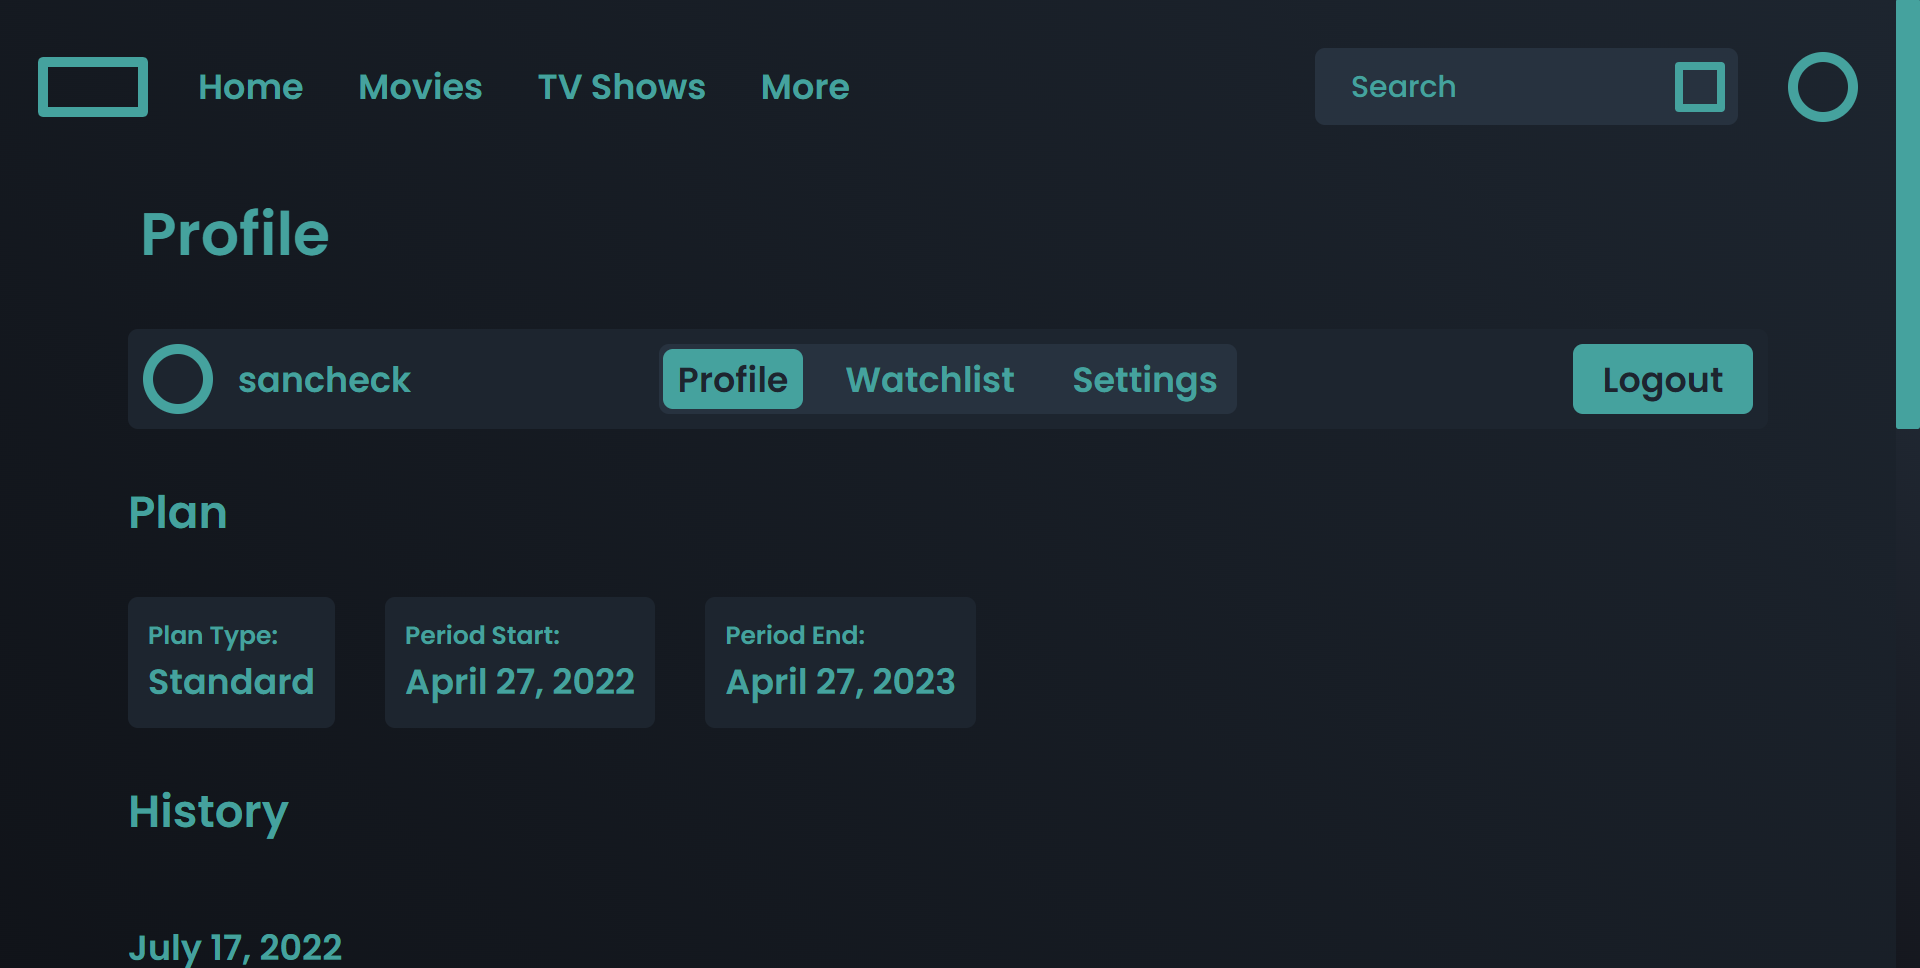 Home Movies TV Shows More Search
Profile
sancheck Profile Watchlist Settings Logout
Plan
Plan Type: Period Start: Period End:
Standard April 27, 2022 April 27, 2023
History
July 17, 2022